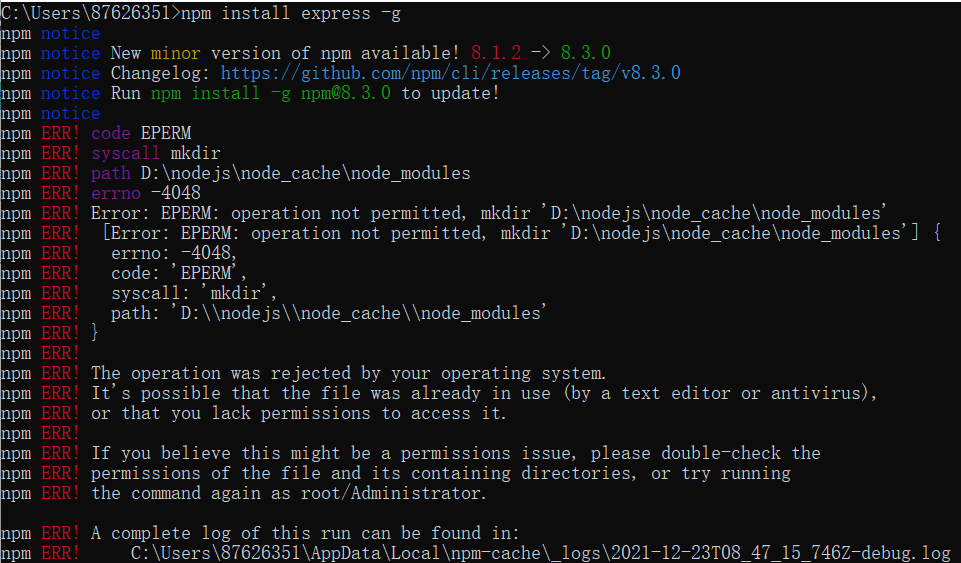 C:\Users\87626351>npm install express -g
npm notice
npm notice New minor version of npm available! 8.1.2 -> 8.3.0
npm notice Changelog: https://github.com/npm/cli/releases/tag/v8.3.0
npm notice Run npm install -g npm@8.3.0 to update!
npm notice
npm ERR! code EPERM
npm ERR! syscall mkdir
npm ERR! path D:\nodejs\node_cache\node_modules
npm ERR! errno -4048
npm ERR! Error: EPERM: operation not permitted, mkdir 'D:\nodejs\node_cache\node_modules'
npm ERR!  [Error: EPERM: operation not permitted, mkdir 'D:\nodejs\node_cache\node_modules'] {
npm ERR!   errno: -4048,
npm ERR!   code: 'EPERM',
npm ERR!   syscall: 'mkdir',
npm ERR!   path: 'D:\\nodejs\\node_cache\\node_modules'
npm ERR! }
npm ERR!
npm ERR! The operation was rejected by your operating system.
npm ERR! It's possible that the file was already in use (by a text editor or antivirus),
npm ERR! or that you lack permissions to access it.
npm ERR!
npm ERR! If you believe this might be a permissions issue, please double-check the
npm ERR! permissions of the file and its containing directories, or try running
npm ERR! the command again as root/Administrator.
npm ERR! A complete log of this run can be found in:
npm ERR!     C:\Users\87626351\AppData\Local\npm-cache\_logs\2021-12-23T08_47_15_746Z-debug.log